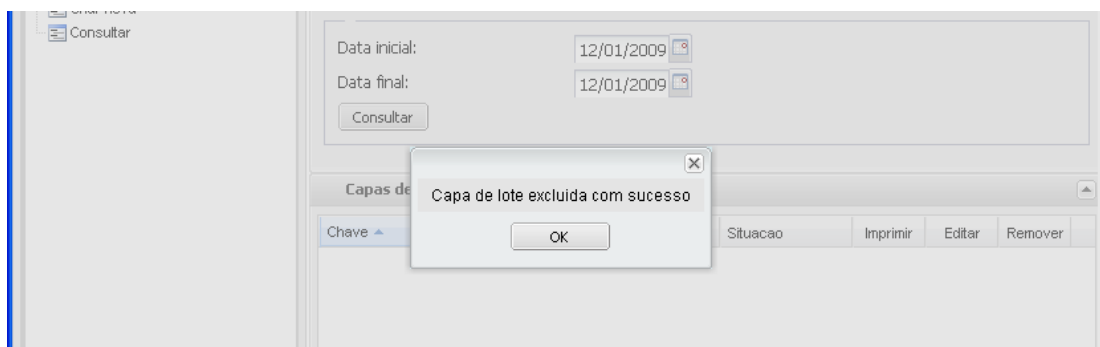 Consultar
Data inicial:
12/01/2009
Data final:
12/01/2009
Consultar
Capas de
Capa de lote excluida com sucesso
OK
Chave
Situacao
Imprimir
Editar
Remover